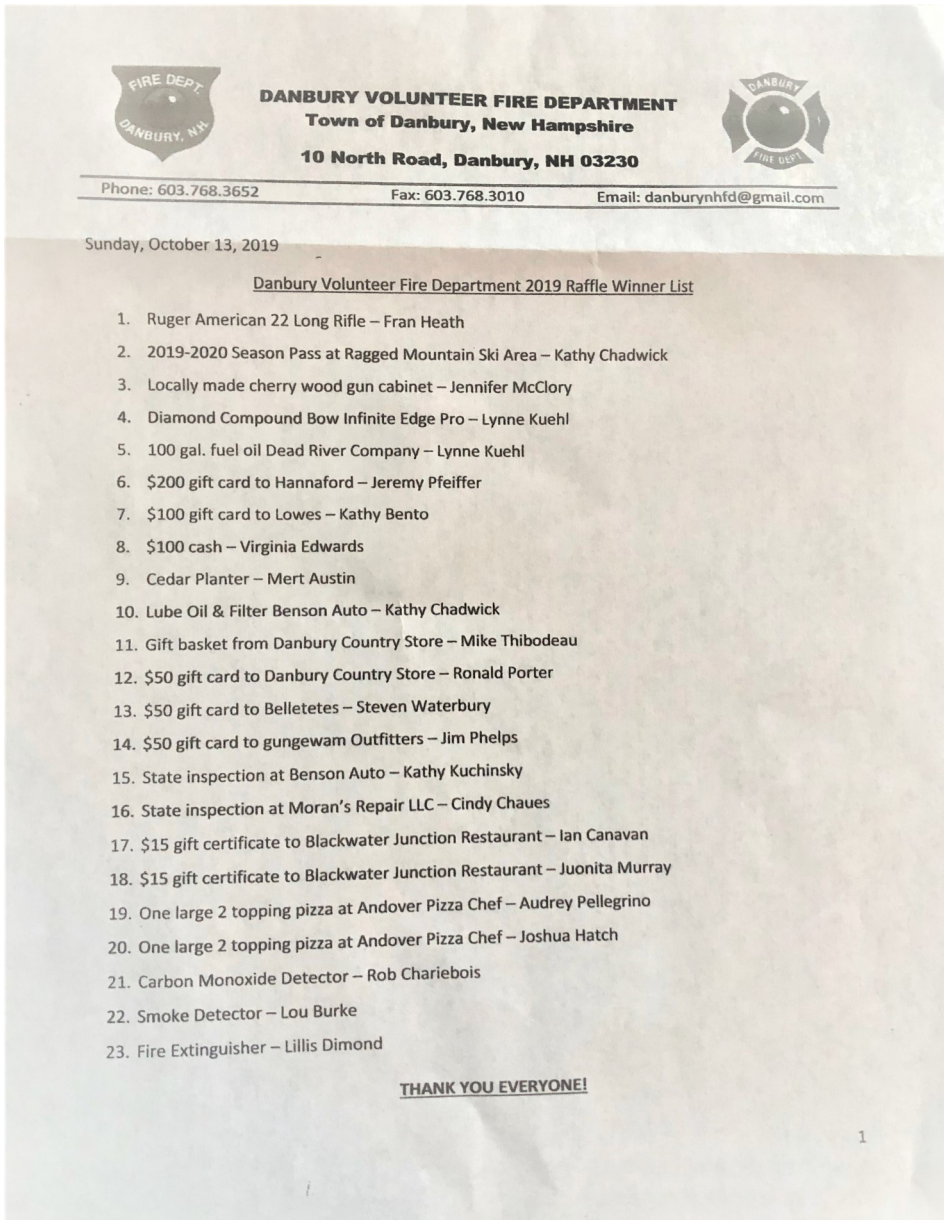 FIRE DEPT.
DANBURY, N.H.
DANBURY VOLUNTEER FIRE DEPARTMENT
Town of Danbury, New Hampshire
10 North Road, Danbury, NH 03230
DANBURY
FIRE DEPT
Phone: 603.768.3652 Fax: 603.768.3010 Email: danburynhfd@gmail.com
Sunday, October 13, 2019
Danbury Volunteer Fire Department 2019 Raffle Winner List
1. Ruger American 22 Long Rifle – Fran Heath
2. 2019-2020 Season Pass at Ragged Mountain Ski Area – Kathy Chadwick
3. Locally made cherry wood gun cabinet – Jennifer McClory
4. Diamond Compound Bow Infinite Edge Pro – Lynne Kuehl
5. 100 gal. fuel oil Dead River Company – Lynne Kuehl
6. $200 gift card to Hannaford – Jeremy Pfeiffer
7. $100 gift card to Lowes – Kathy Bento
8. $100 cash – Virginia Edwards
9. Cedar Planter – Mert Austin
10. Lube Oil & Filter Benson Auto – Kathy Chadwick
11. Gift basket from Danbury Country Store – Mike Thibodeau
12. $50 gift card to Danbury Country Store – Ronald Porter
13. $50 gift card to Belletetes – Steven Waterbury
14. $50 gift card to gungewam Outfitters – Jim Phelps
15. State inspection at Benson Auto – Kathy Kuchinsky
16. State inspection at Moran's Repair LLC – Cindy Chaues
17. $15 gift certificate to Blackwater Junction Restaurant – Ian Canavan
18. $15 gift certificate to Blackwater Junction Restaurant – Juonita Murray
19. One large 2 topping pizza at Andover Pizza Chef – Audrey Pellegrino
20. One large 2 topping pizza at Andover Pizza Chef – Joshua Hatch
21. Carbon Monoxide Detector – Rob Chariebois
22. Smoke Detector – Lou Burke
23. Fire Extinguisher – Lillis Dimond
THANK YOU EVERYONE!
1